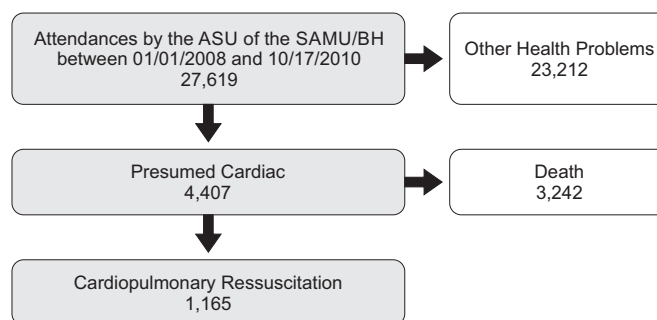 Attendances by the ASU of the SAMU/BH
between 01/01/2008 and 10/17/2010
27,619
Other Health Problems
23,212
Presumed Cardiac
4,407
Death
3,242
Cardiopulmonary Ressuscitation
1,165